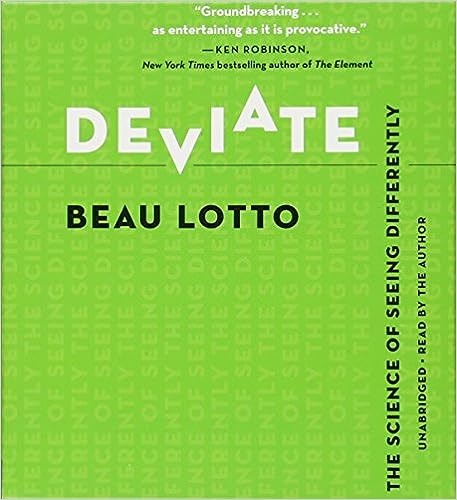 “Groundbreaking . . .
as entertaining as it is provocative.”
—KEN ROBINSON,
New York Times bestselling author of The Element
DEVIATE
BEAU LOTTO
THE SCIENCE OF SEEING DIFFERENTLY
UNABRIDGED • READ BY THE AUTHOR